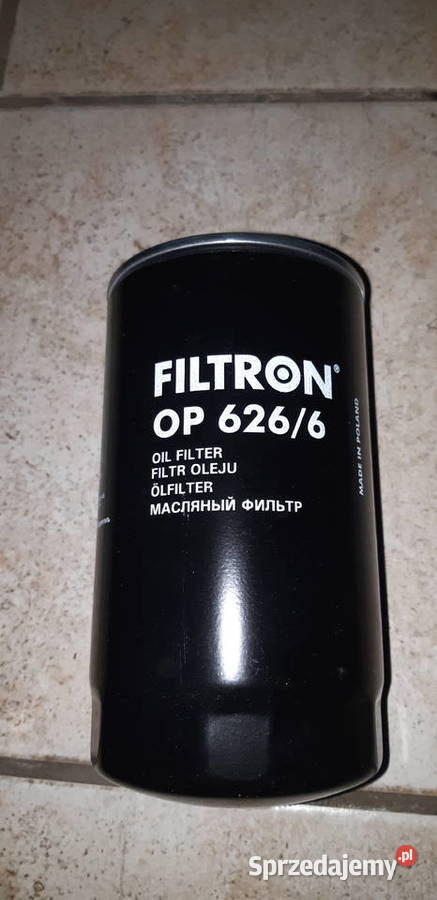 FILTRON®
OP 626/6
OIL FILTER
FILTR OLEJU
ÖLFILTER
МАСЛЯНЫЙ ФИЛЬТР
MADE IN POLAND
Sprzedajemy.pl